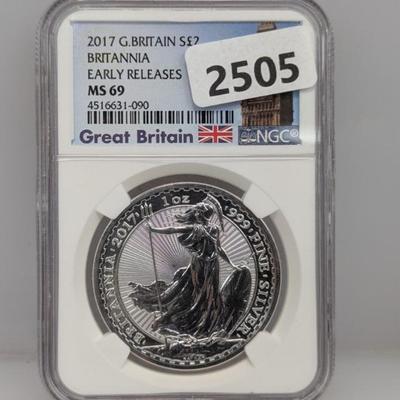 2017 G.BRITAIN S£2
BRITANNIA
EARLY RELEASES
MS 69
4516631-090
2505
Great Britain
NGC®
BRITANNIA · 2017 · 1oz · 999 · FINE · SILVER